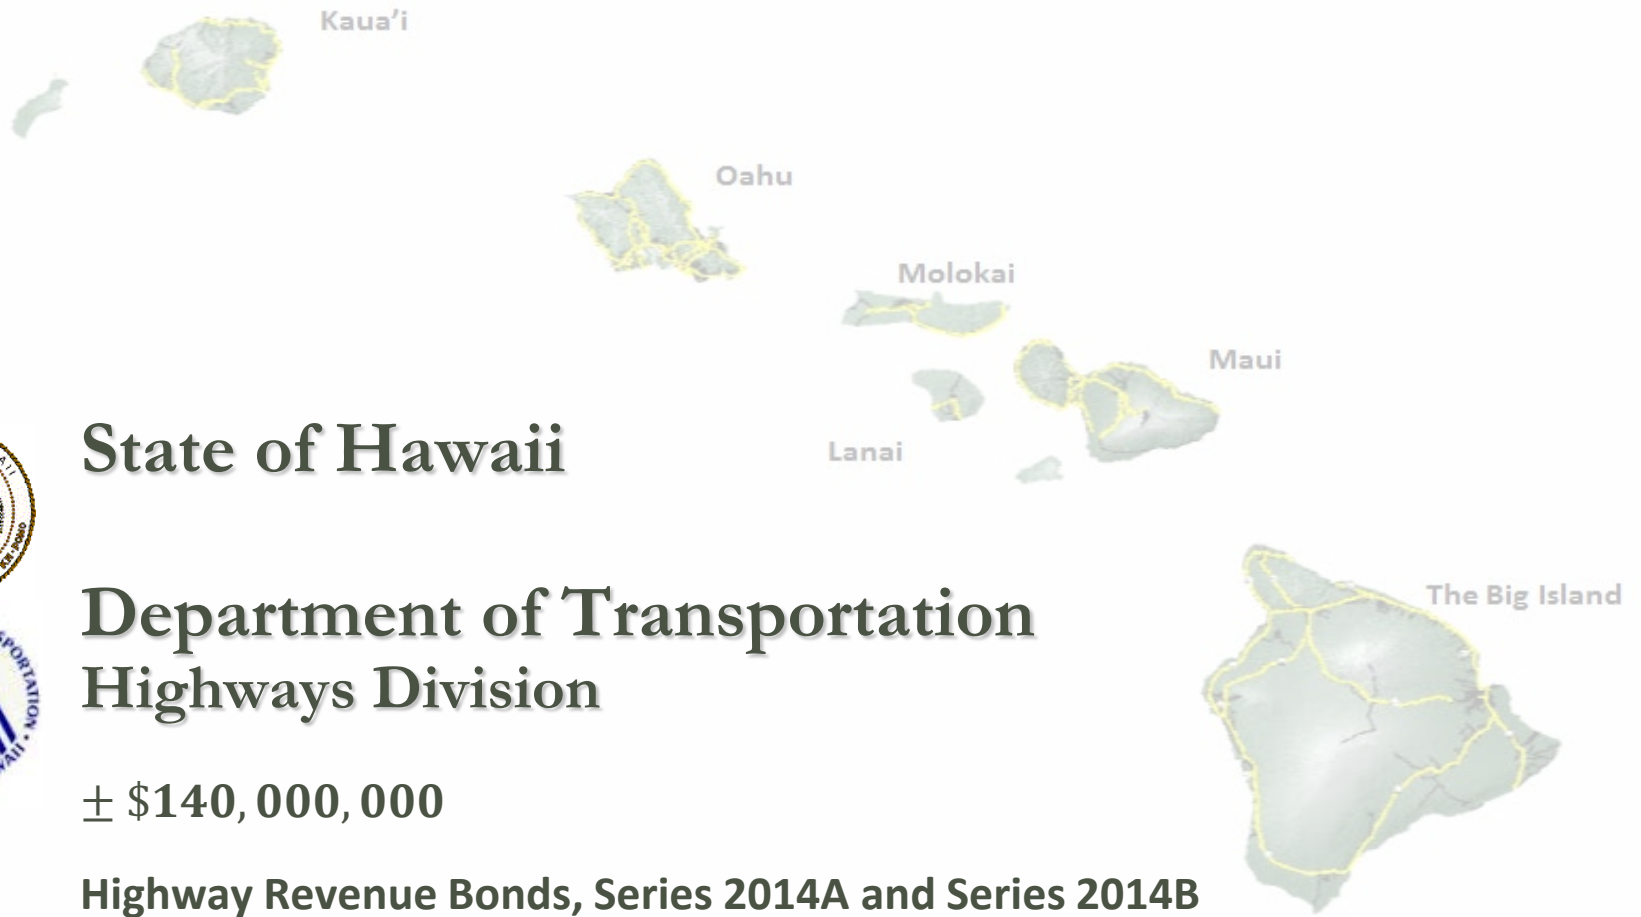 Kaua’i
Oahu
Molokai
Maui
Lanai
State of Hawaii
The Big Island
Department of Transportation
Highways Division
± $140,000,000
Highway Revenue Bonds, Series 2014A and Series 2014B